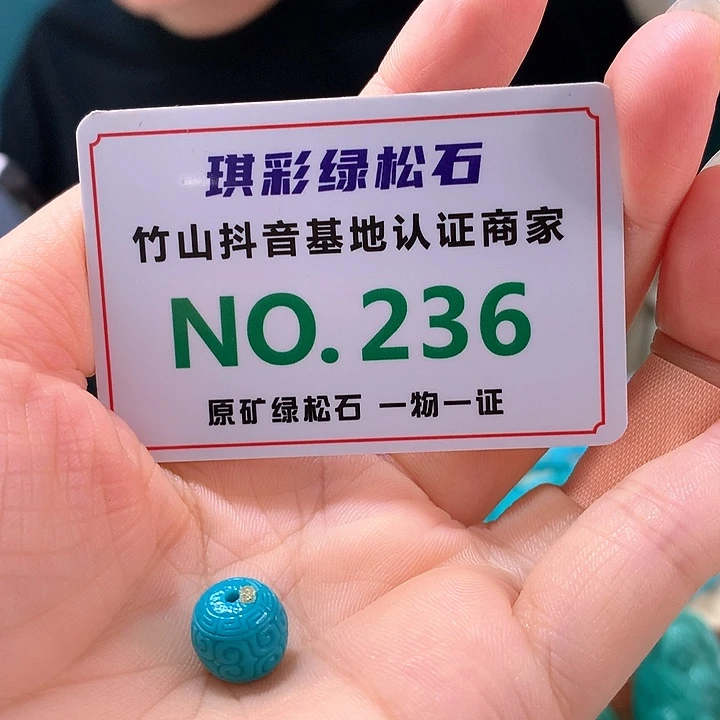 琪彩绿松石
竹山抖音基地认证商家
NO.236
原矿绿松石 一物一证